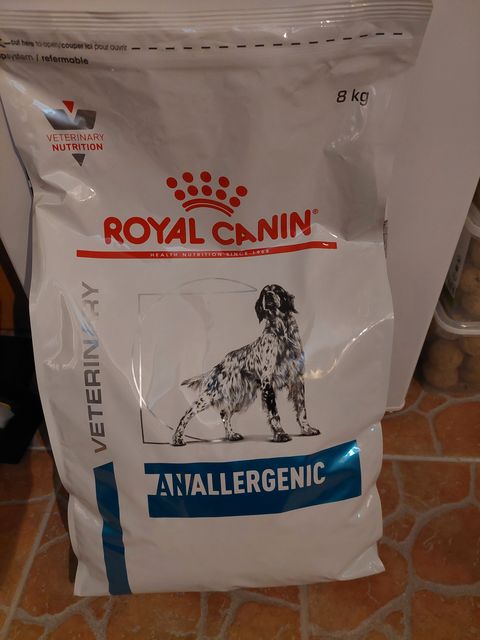 cut here to open/couper ici pour ouvrir
system / refermable
8 kg
VETERINARY
NUTRITION
ROYAL CANIN®
HEALTH NUTRITION SINCE 1968
VETERINARY
ANALLERGENIC